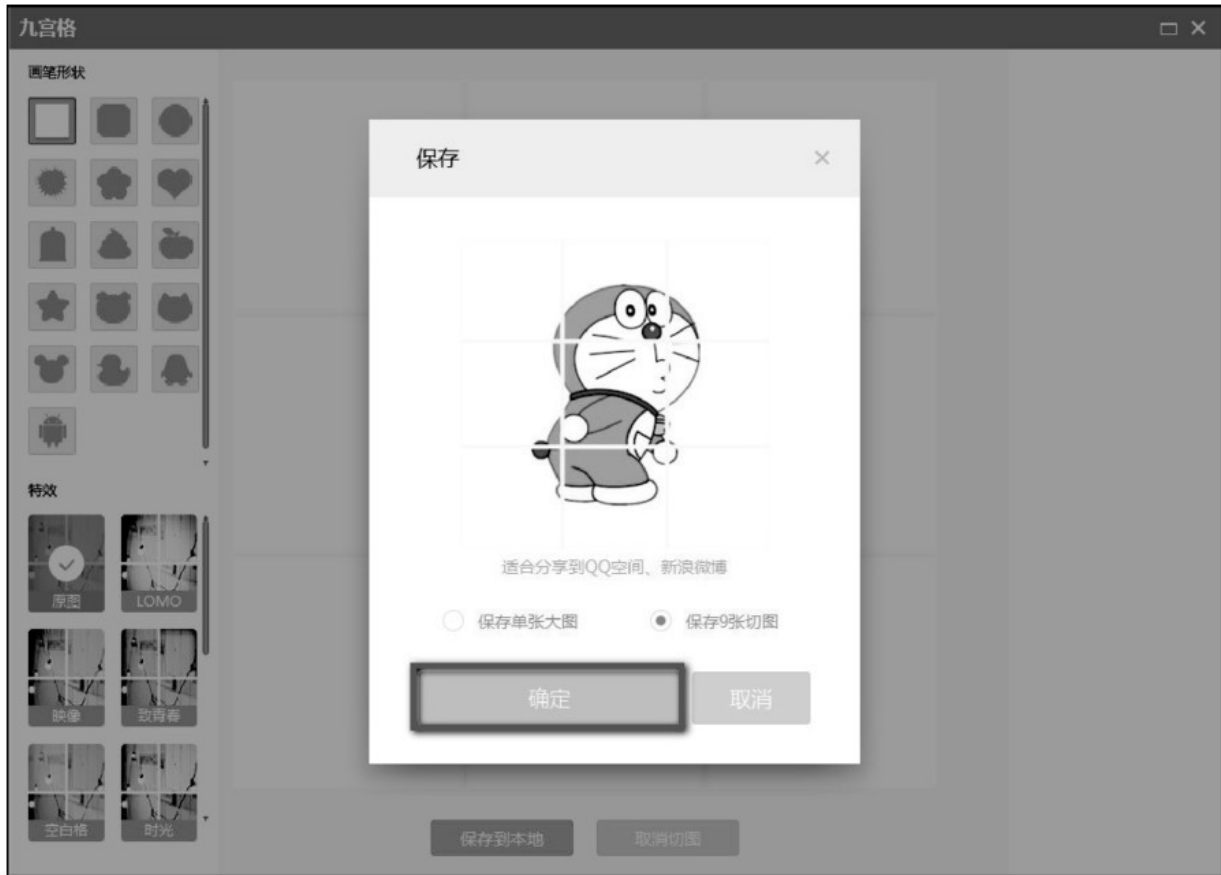 九宫格
画笔形状
保存
特效
适合分享到QQ空间、新浪微博
原图 LOMO
保存单张大图 保存9张切图
确定 取消
映像 致青春
空白格 时光
保存到本地 取消切图